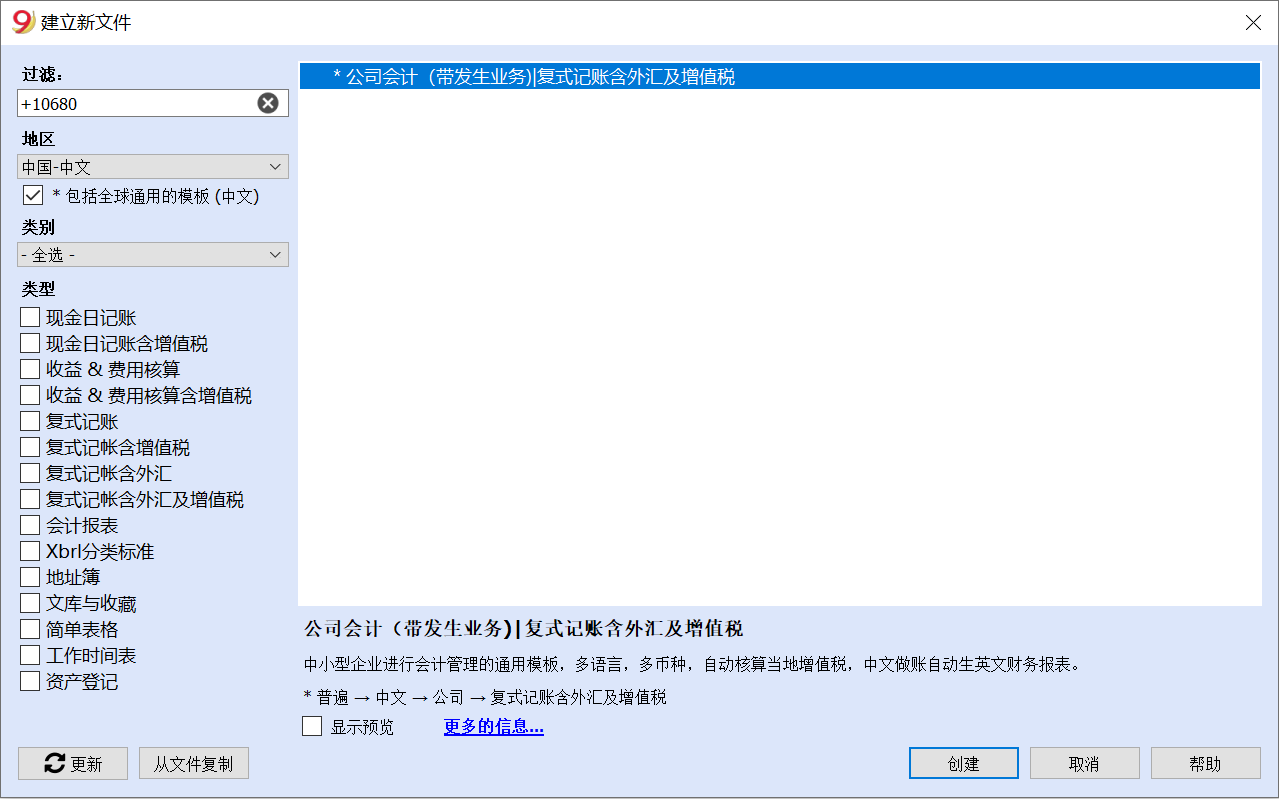 9 建立新文件
过滤：
+10680
地区
中国-中文
* 包括全球通用的模板 (中文)
类别
- 全选 -
类型
现金日记账
现金日记账含增值税
收益 & 费用核算
收益 & 费用核算含增值税
复式记账
复式记帐含增值税
复式记帐含外汇
复式记帐含外汇及增值税
会计报表
Xbrl分类标准
地址簿
文库与收藏
简单表格
工作时间表
资产登记
更新
从文件复制
* 公司会计（带发生业务)|复式记账含外汇及增值税
公司会计（带发生业务)|复式记账含外汇及增值税
中小型企业进行会计管理的通用模板，多语言，多币种，自动核算当地增值税，中文做账自动生英文财务报表。
* 普遍 → 中文 → 公司 → 复式记账含外汇及增值税
显示预览
更多的信息...
创建
取消
帮助